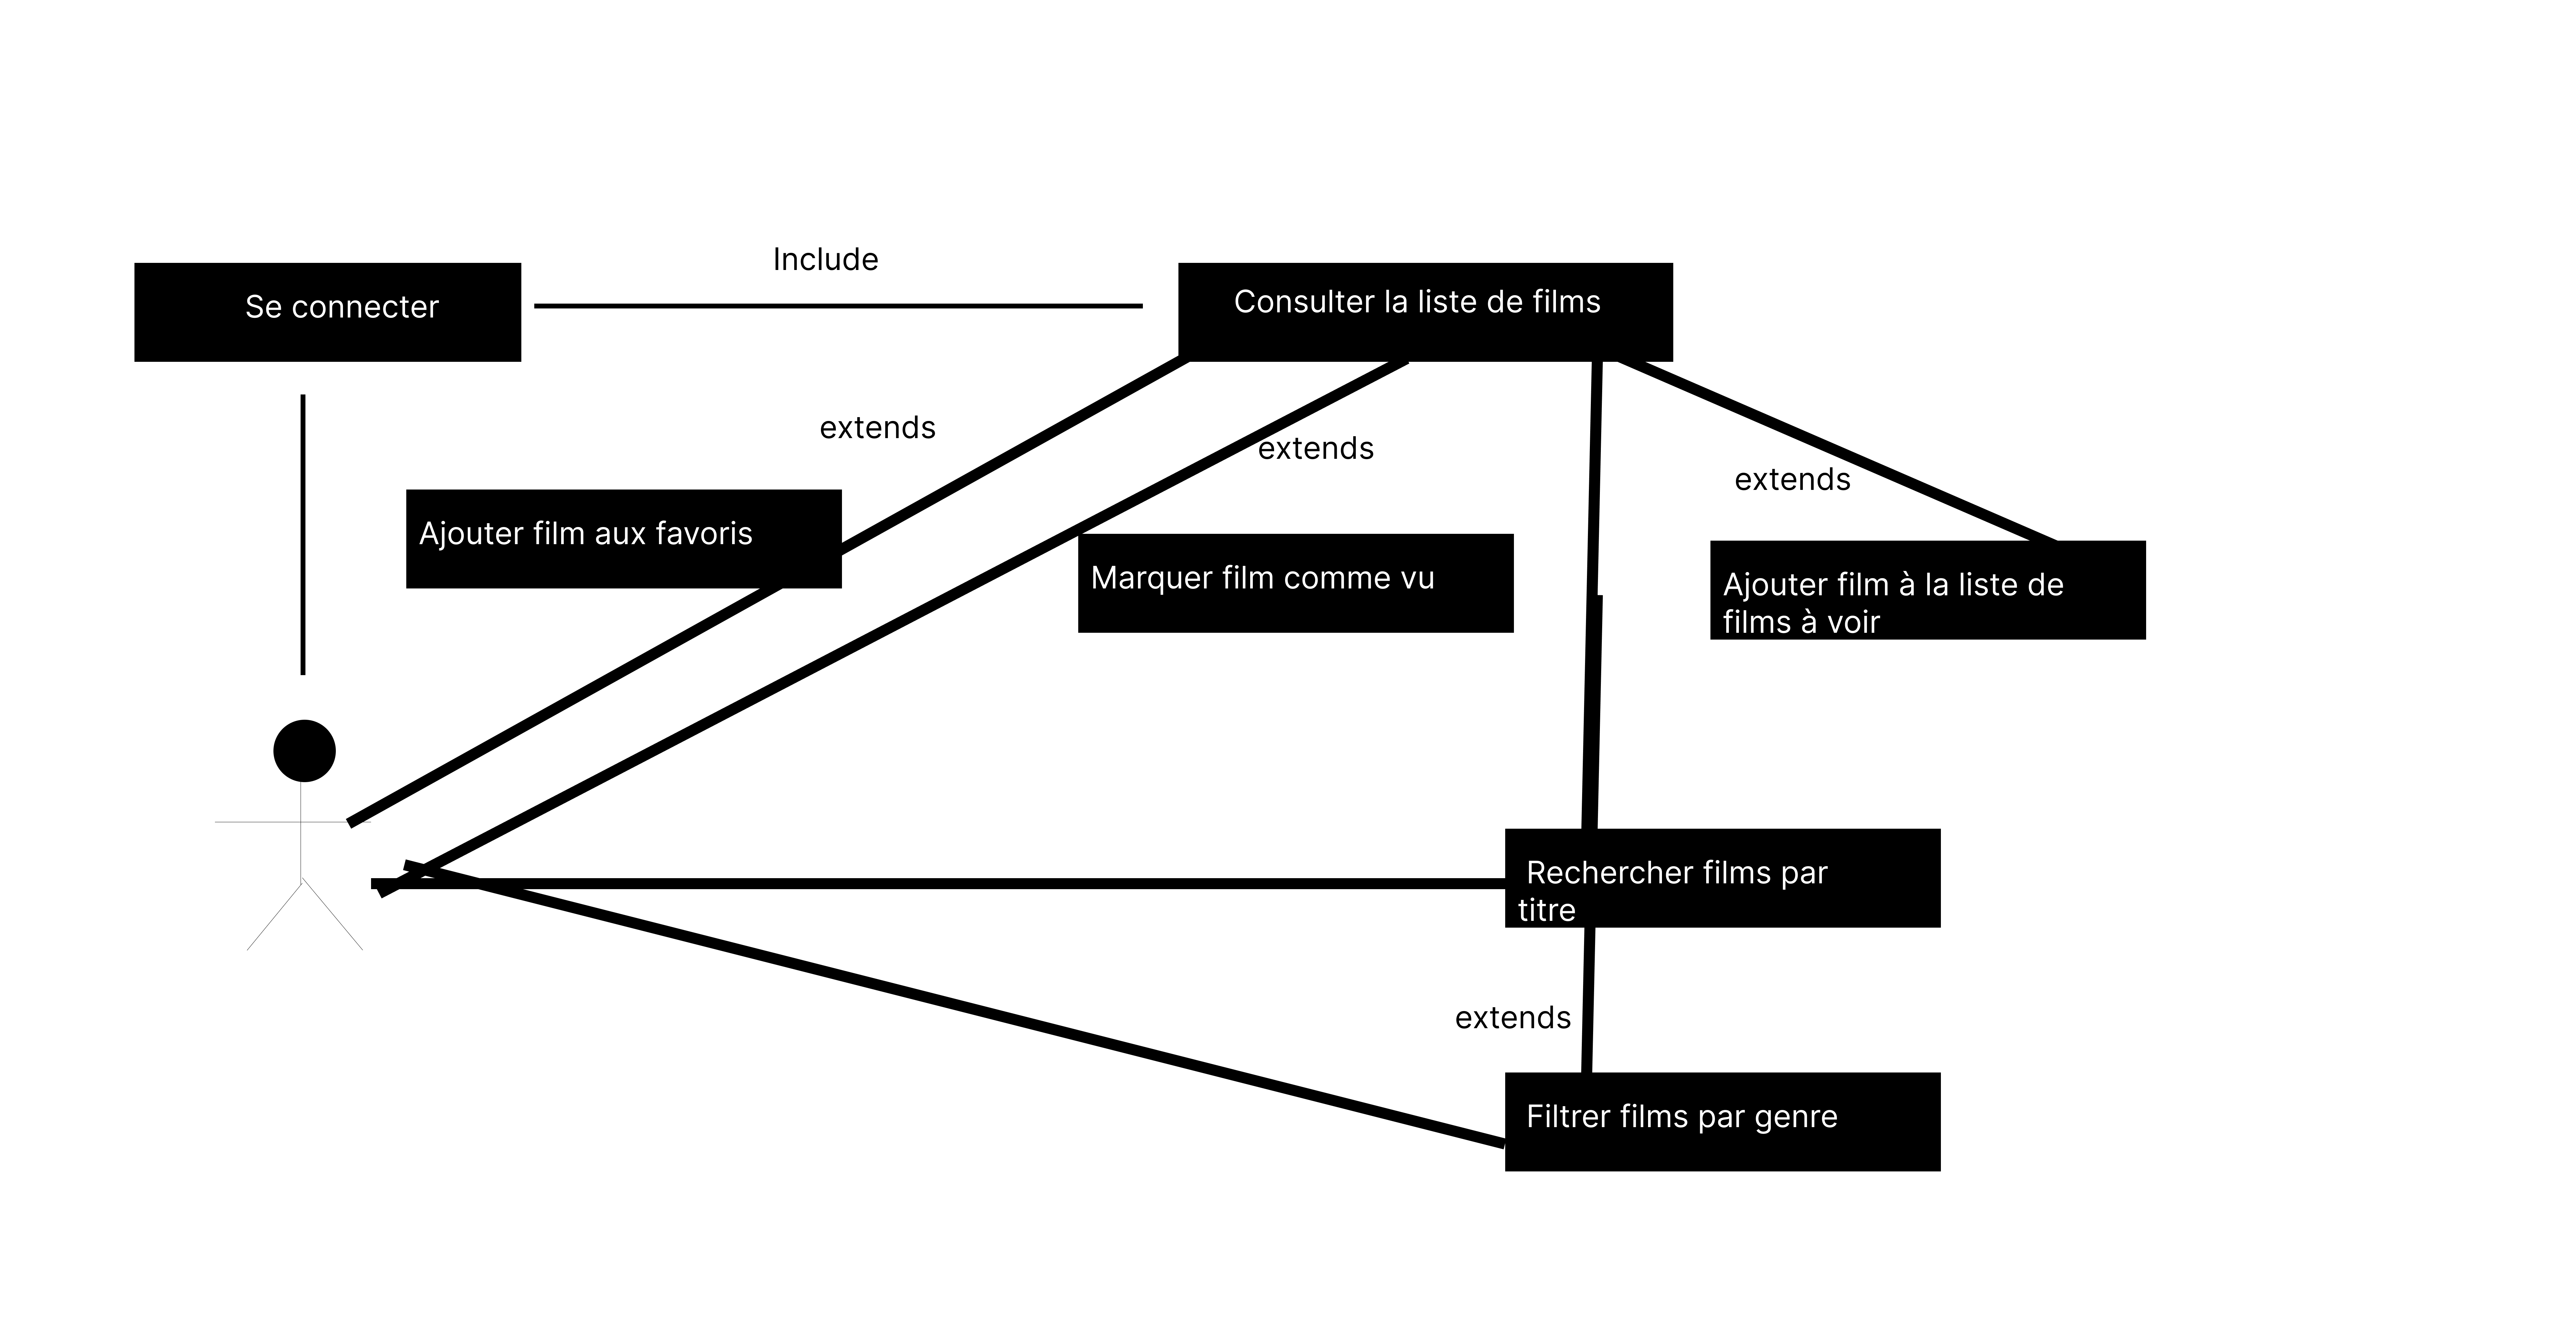 Include
Se connecter
Consulter la liste de films
extends
extends
extends
Ajouter film aux favoris
Marquer film comme vu
Ajouter film à la liste de
films à voir
Rechercher films par
titre
extends
Filtrer films par genre